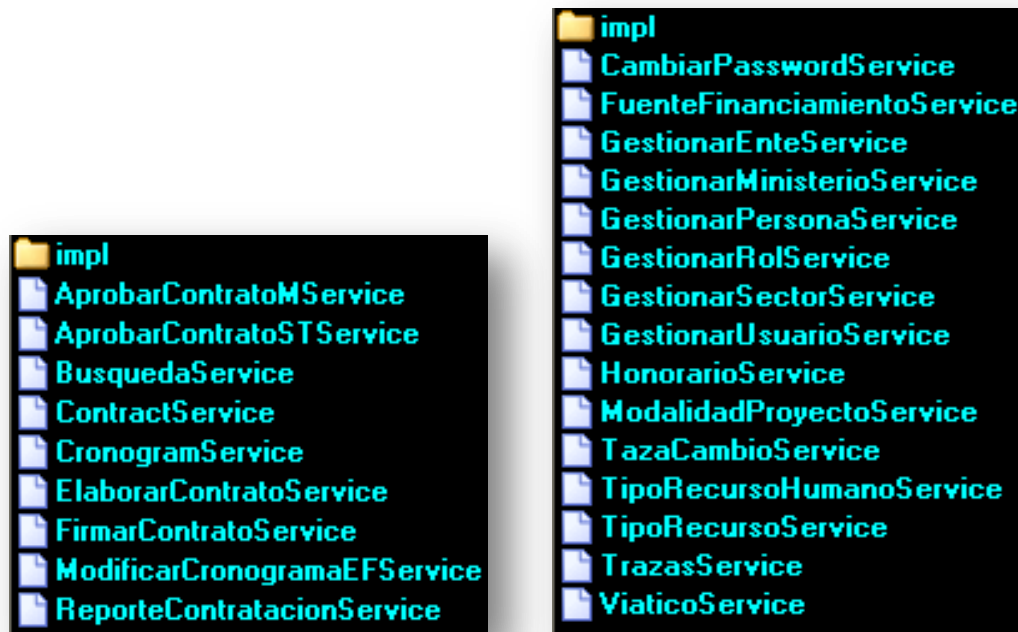 impl
AprobarContratoMService
AprobarContratoSTService
BusquedaService
ContractService
CronogramService
ElaborarContratoService
FirmarContratoService
ModificarCronogramaEFService
ReporteContratacionService
impl
CambiarPasswordService
FuenteFinanciamientoService
GestionarEnteService
GestionarMinisterioService
GestionarPersonaService
GestionarRolService
GestionarSectorService
GestionarUsuarioService
HonorarioService
ModalidadProyectoService
TazaCambioService
TipoRecursoHumanoService
TipoRecursoService
TrazasService
ViaticoService